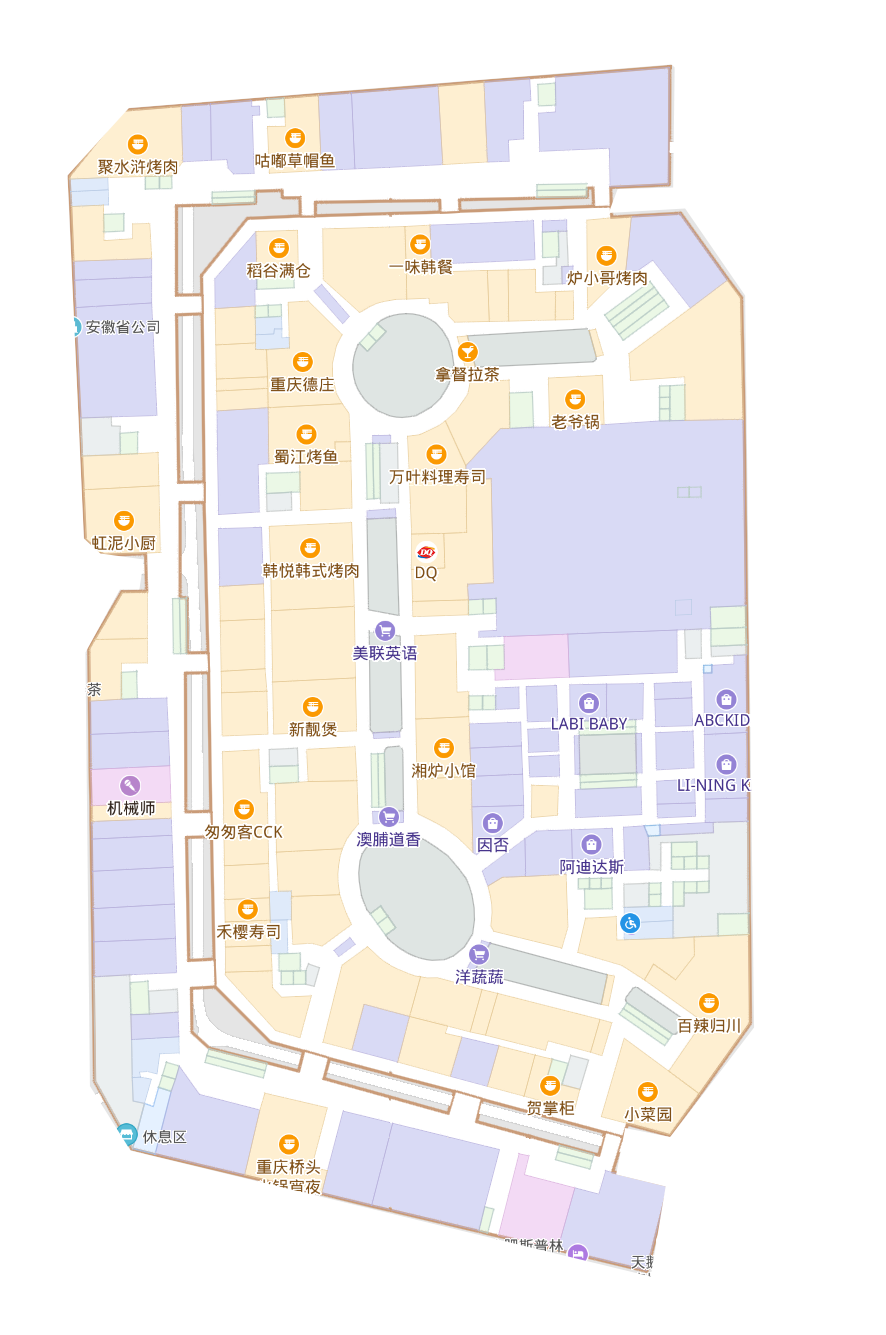 聚水浒烤肉
咕嘟草帽鱼
稻谷满仓
一味韩餐
炉小哥烤肉
安徽省公司
重庆德庄
拿督拉茶
老爷锅
蜀江烤鱼
万叶料理寿司
虹泥小厨
韩悦韩式烤肉
DQ
DQ
美联英语
茶
新靓煲
LABI BABY
ABCKID
湘炉小馆
LI-NING K
机械师
匆匆客CCK
澳脯道香
因否
阿迪达斯
禾樱寿司
洋蔬蔬
百辣归川
贺掌柜
小菜园
休息区
重庆桥头
火锅宵夜
斯普林
天鹅